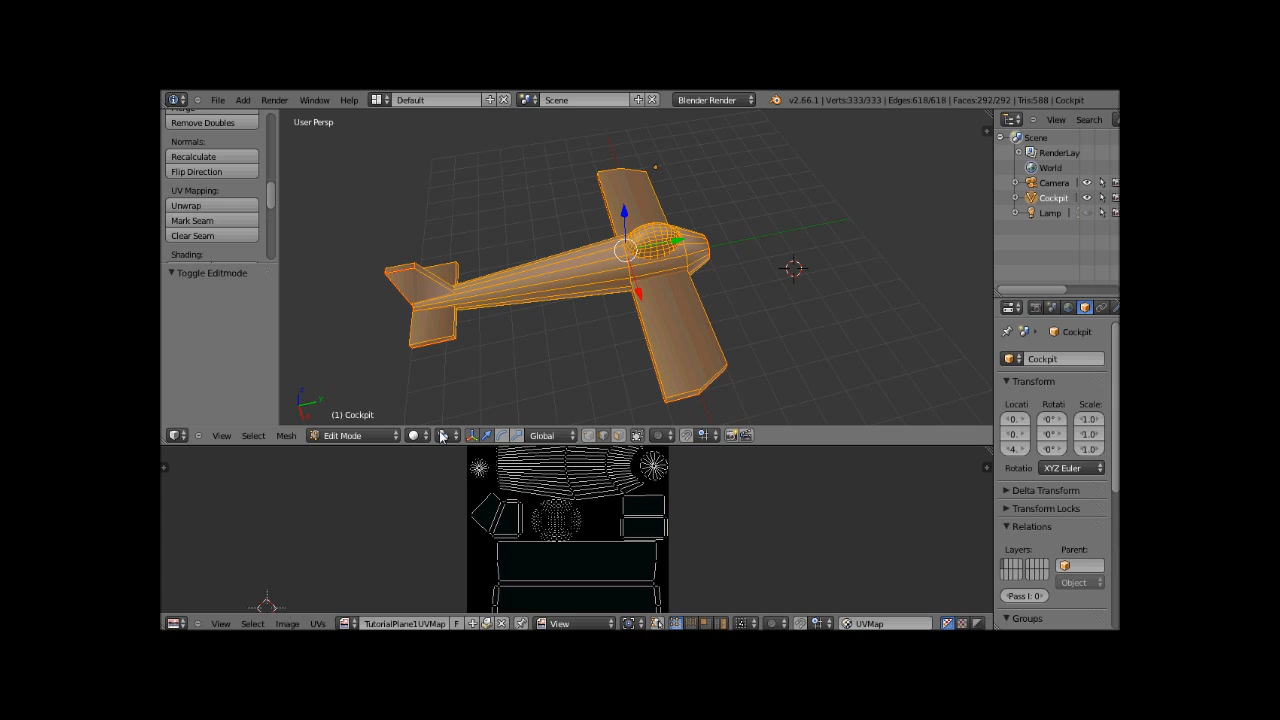 File Add Render Window Help Default Scene Blender Render v2.66.1 | Verts:333/333 | Edges:618/618 | Faces:292/292 | Tris:588 | Cockpit
Remove Doubles
Normals:
Recalculate
Flip Direction
UV Mapping:
Unwrap
Mark Seam
Clear Seam
Shading:
Toggle Editmode
User Persp
(1) Cockpit
View Select Mesh Edit Mode Global
View Select Image UVs TutorialPlane1UVMap F View UVMap
View Search
Scene
RenderLay
World
Camera
Cockpit
Lamp
Cockpit
Cockpit
Transform
Locati Rotati Scale:
0. 0° 1.0
0. 0° 1.0
4. 0° 1.0
Rotatio XYZ Euler
Delta Transform
Transform Locks
Relations
Layers: Parent:
Object
Pass I: 0
Groups